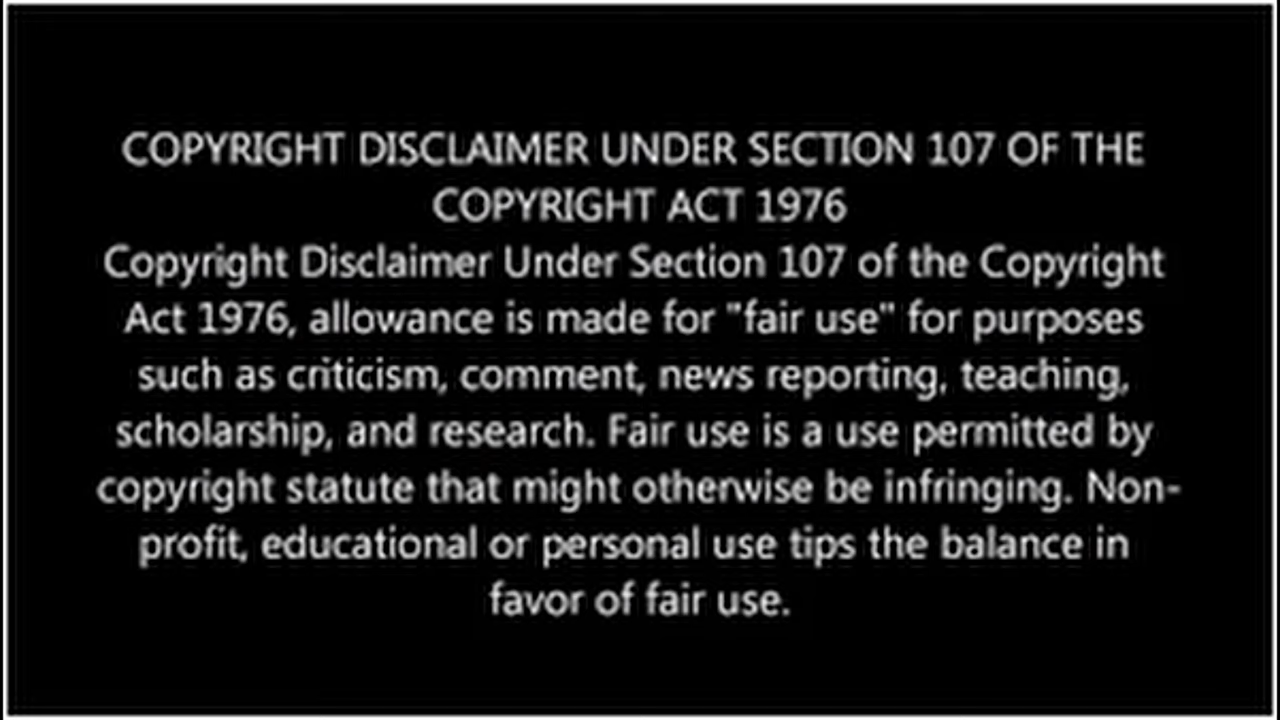 COPYRIGHT DISCLAIMER UNDER SECTION 107 OF THE
COPYRIGHT ACT 1976
Copyright Disclaimer Under Section 107 of the Copyright
Act 1976, allowance is made for "fair use" for purposes
such as criticism, comment, news reporting, teaching,
scholarship, and research. Fair use is a use permitted by
copyright statute that might otherwise be infringing. Non-
profit, educational or personal use tips the balance in
favor of fair use.